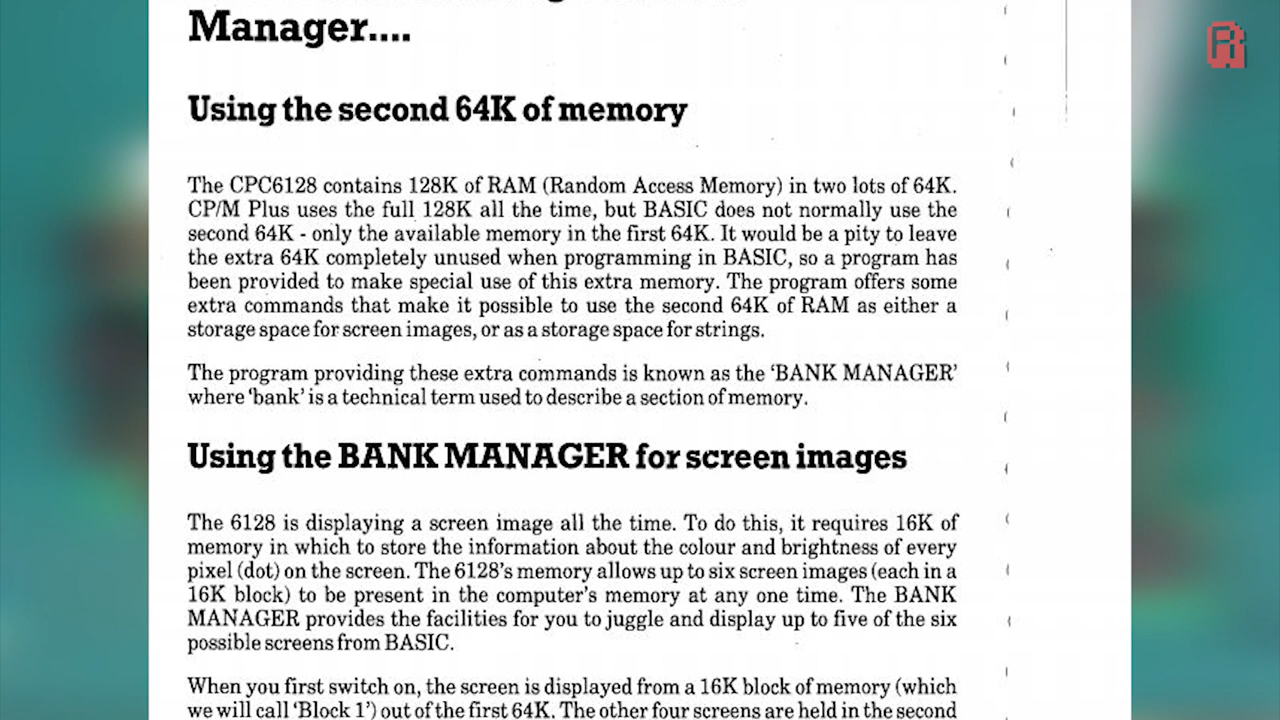 Manager....
Using the second 64K of memory
The CPC6128 contains 128K of RAM (Random Access Memory) in two lots of 64K.
CP/M Plus uses the full 128K all the time, but BASIC does not normally use the
second 64K - only the available memory in the first 64K. It would be a pity to leave
the extra 64K completely unused when programming in BASIC, so a program has
been provided to make special use of this extra memory. The program offers some
extra commands that make it possible to use the second 64K of RAM as either a
storage space for screen images, or as a storage space for strings.
The program providing these extra commands is known as the ‘BANK MANAGER’
where ‘bank’ is a technical term used to describe a section of memory.
Using the BANK MANAGER for screen images
The 6128 is displaying a screen image all the time. To do this, it requires 16K of
memory in which to store the information about the colour and brightness of every
pixel (dot) on the screen. The 6128’s memory allows up to six screen images (each in a
16K block) to be present in the computer’s memory at any one time. The BANK
MANAGER provides the facilities for you to juggle and display up to five of the six
possible screens from BASIC.
When you first switch on, the screen is displayed from a 16K block of memory (which
we will call ‘Block 1’) out of the first 64K. The other four screens are held in the second